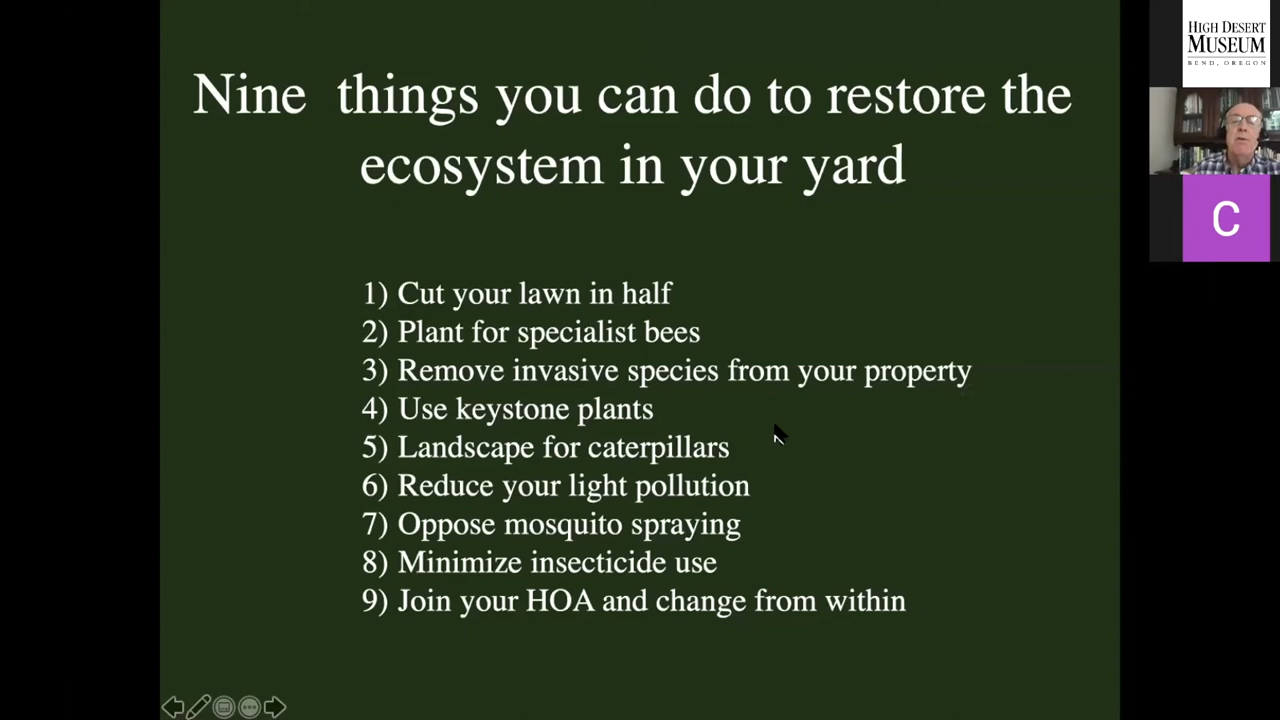 Nine things you can do to restore the
ecosystem in your yard
1) Cut your lawn in half
2) Plant for specialist bees
3) Remove invasive species from your property
4) Use keystone plants
5) Landscape for caterpillars
6) Reduce your light pollution
7) Oppose mosquito spraying
8) Minimize insecticide use
9) Join your HOA and change from within
HIGH DESERT
MUSEUM
BEND, OREGON
C